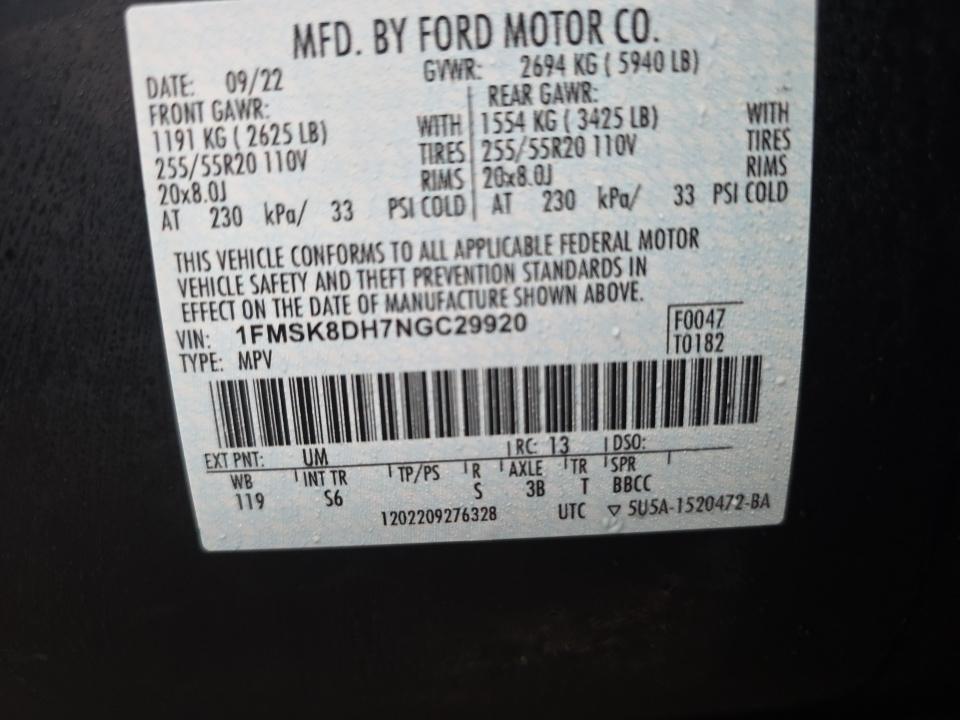 MFD. BY FORD MOTOR CO.
DATE: 09/22 GVWR: 2694 KG ( 5940 LB)
FRONT GAWR: REAR GAWR:
1191 KG ( 2625 LB) WITH 1554 KG ( 3425 LB) WITH
255/55R20 110V TIRES 255/55R20 110V TIRES
20x8.0J RIMS 20x8.0J RIMS
AT 230 kPa/ 33 PSI COLD AT 230 kPa/ 33 PSI COLD
THIS VEHICLE CONFORMS TO ALL APPLICABLE FEDERAL MOTOR
VEHICLE SAFETY AND THEFT PREVENTION STANDARDS IN
EFFECT ON THE DATE OF MANUFACTURE SHOWN ABOVE.
VIN: 1FMSK8DH7NGC29920 F0047
TYPE: MPV T0182
EXT PNT: UM RC: 13 DSO:
WB INT TR TP/PS R AXLE TR SPR
119 S6 S 3B T BBCC
1202209276328 UTC ▽ 5U5A-1520472-BA